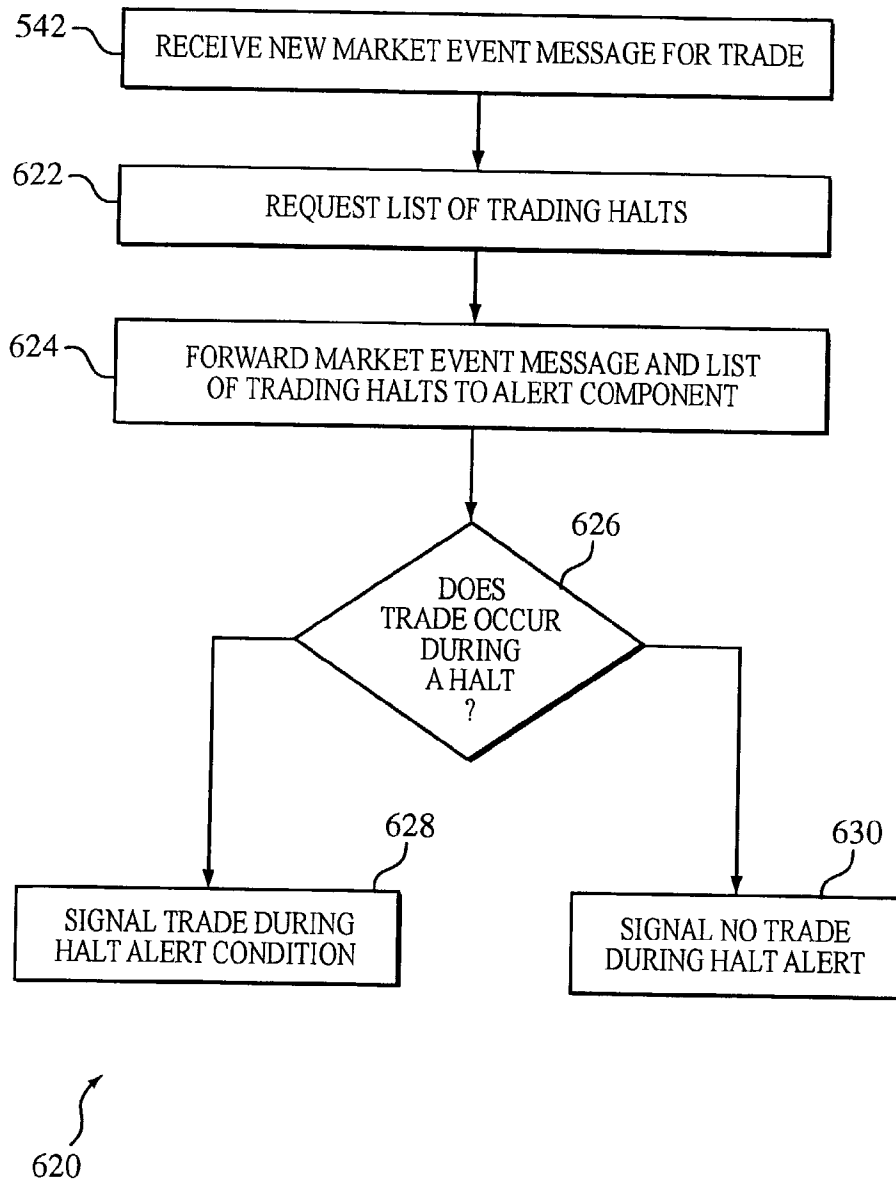 542
RECEIVE NEW MARKET EVENT MESSAGE FOR TRADE
622
REQUEST LIST OF TRADING HALTS
624
FORWARD MARKET EVENT MESSAGE AND LIST
OF TRADING HALTS TO ALERT COMPONENT
626
DOES
TRADE OCCUR
DURING
A HALT
?
628
SIGNAL TRADE DURING
HALT ALERT CONDITION
630
SIGNAL NO TRADE
DURING HALT ALERT
620